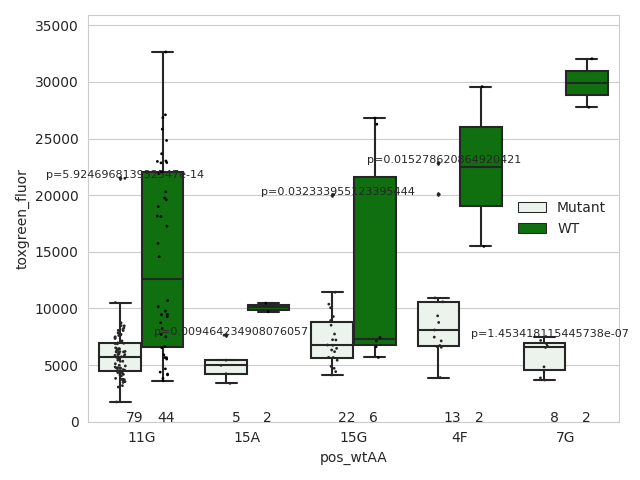 35000
30000
25000
20000
15000
10000
5000
0
toxgreen_fluor
p=0.015278620864920421
p=0.032333955123395444
p=0.009464234908076057
p=1.453418115445738e-07
Mutant
WT
79 44 5 2 22 6 13 2 8 2
11G 15A 15G 4F 7G
pos_wtAA